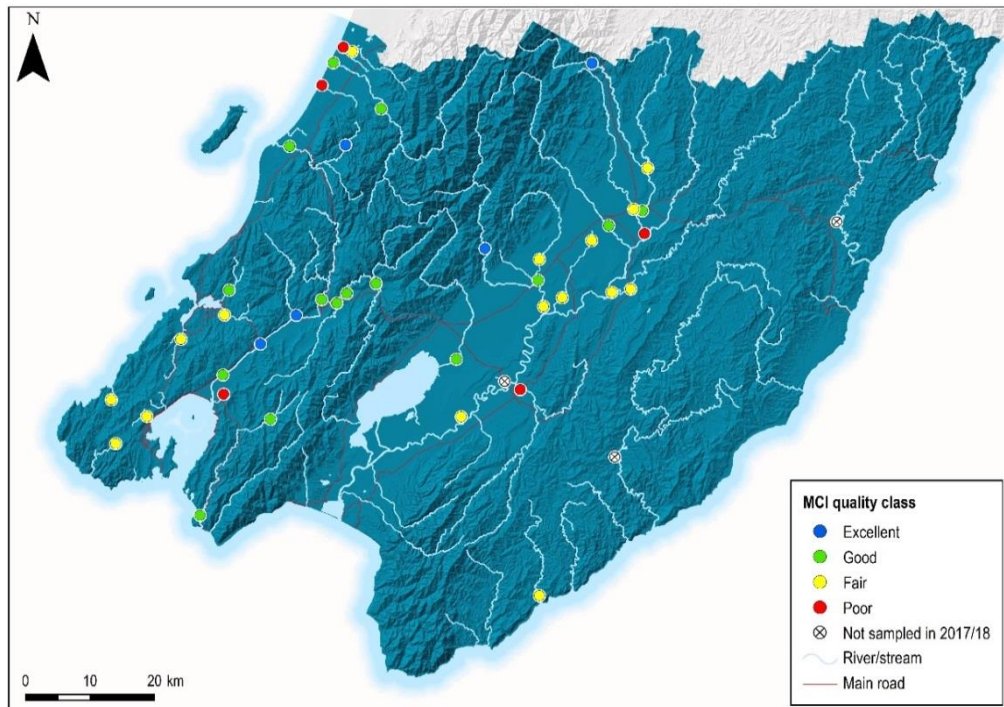 N
MCI quality class
Excellent
Good
Fair
Poor
Not sampled in 2017/18
River/stream
Main road
0 10 20 km